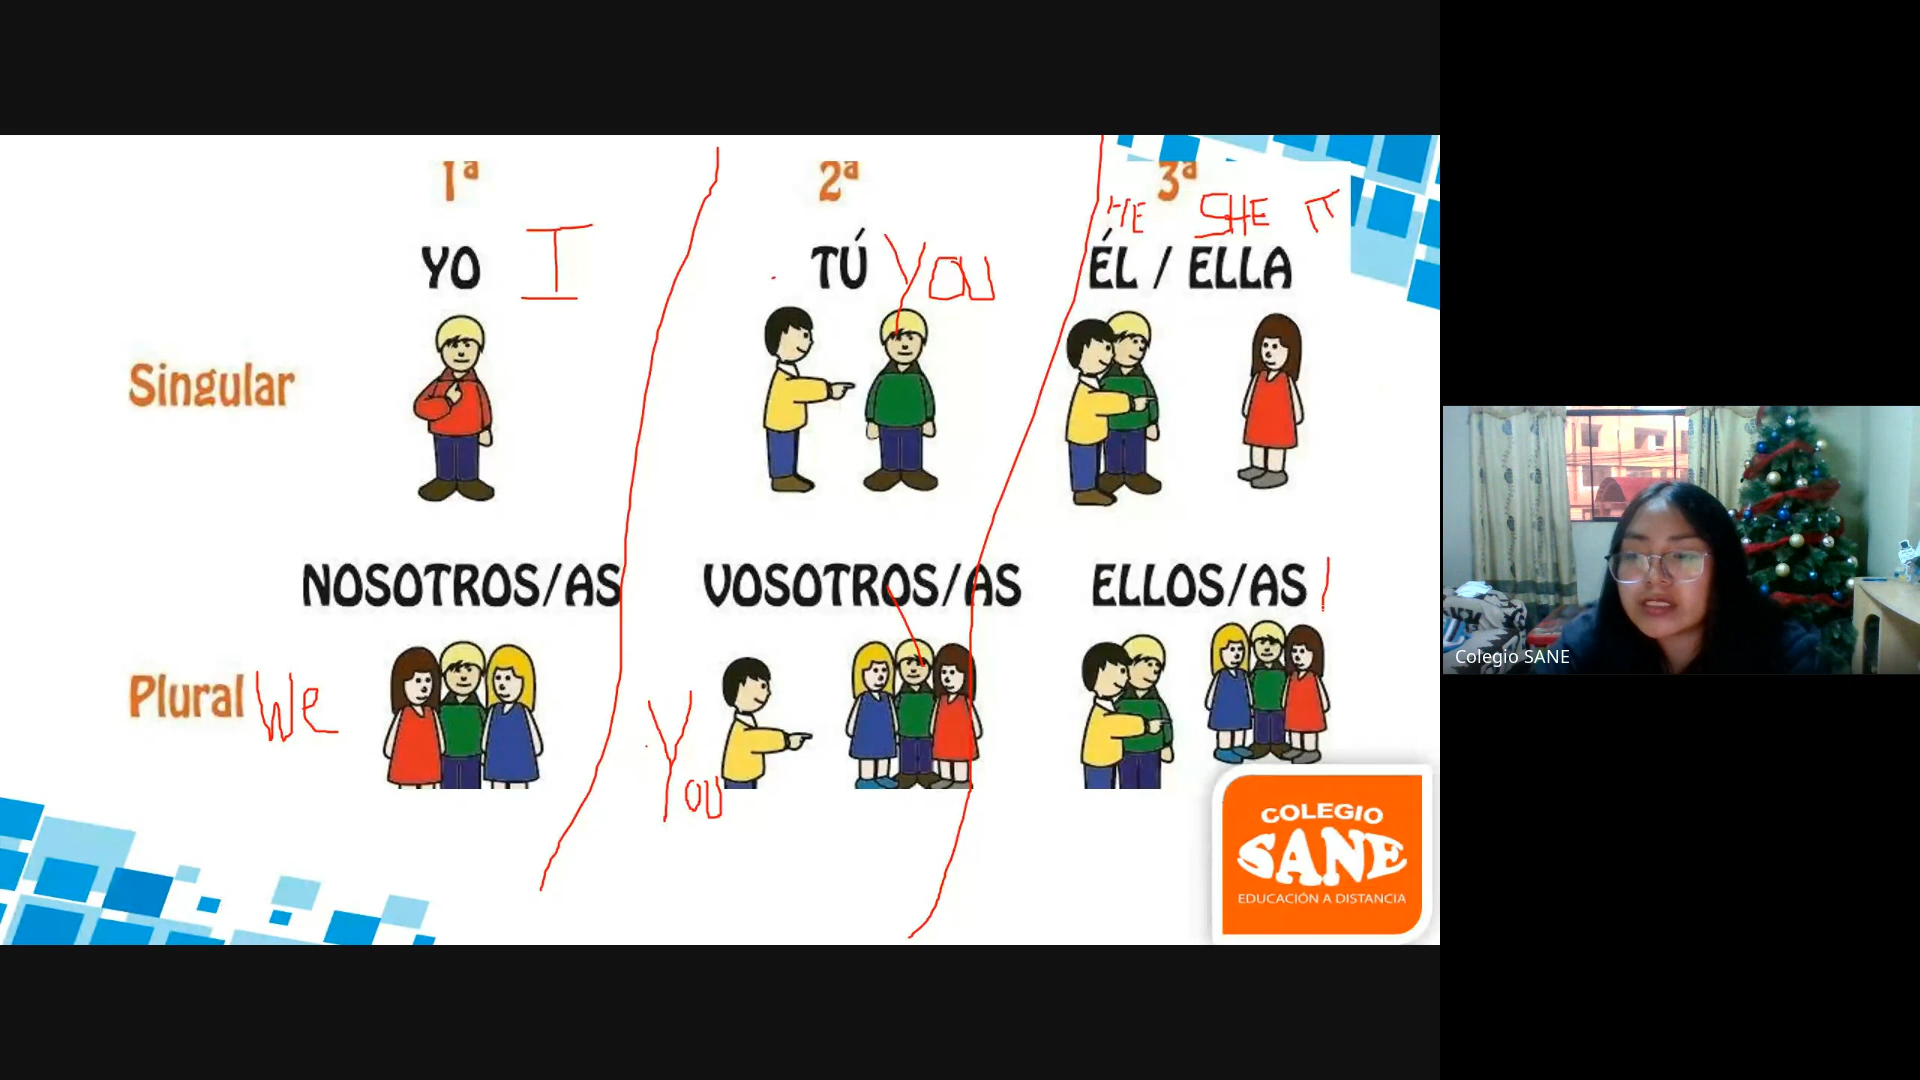 1ª 2ª 3ª
HE SHE IT
YO I TÚ YOU ÉL / ELLA
Singular
NOSOTROS/AS VOSOTROS/AS ELLOS/AS
Plural We
You
COLEGIO
SANE
EDUCACIÓN A DISTANCIA
Colegio SANE